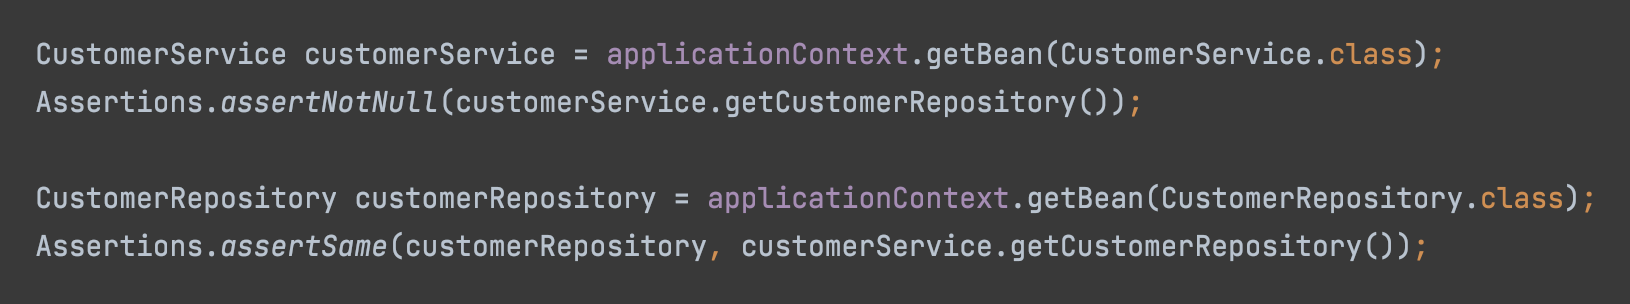 CustomerService customerService = applicationContext.getBean(CustomerService.class);
Assertions.assertNotNull(customerService.getCustomerRepository());
CustomerRepository customerRepository = applicationContext.getBean(CustomerRepository.class);
Assertions.assertSame(customerRepository, customerService.getCustomerRepository());